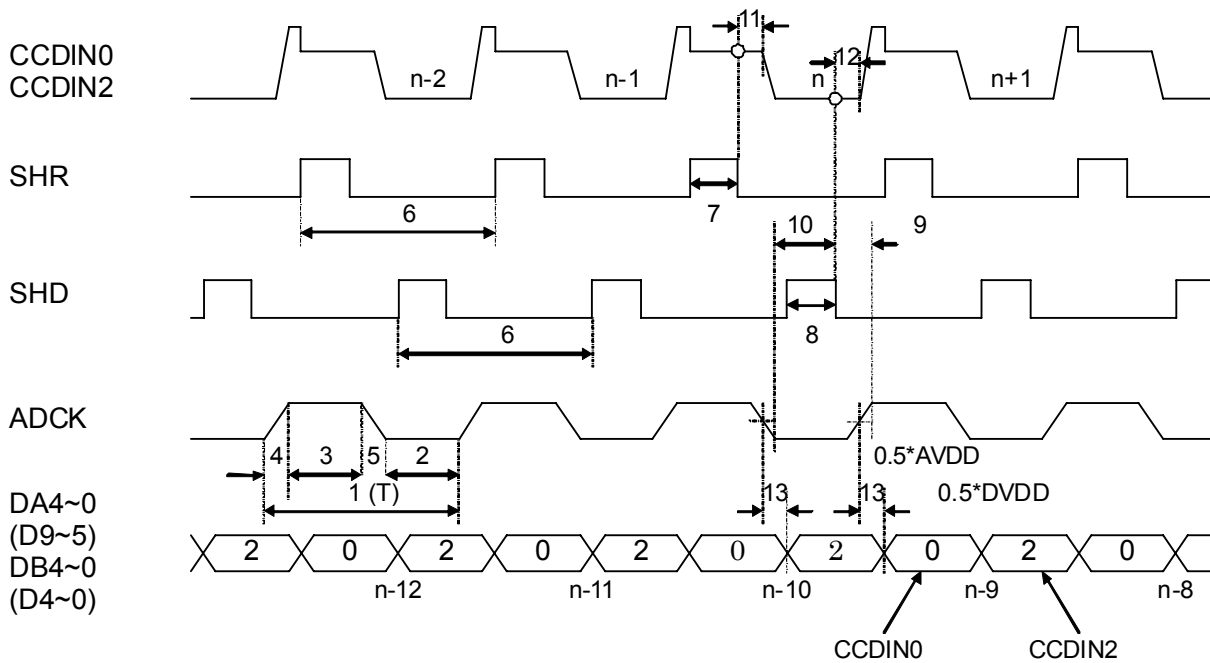 11
CCDIN0
CCDIN2
12
n-2
n-1
n
n+1
SHR
7
6
10
9
SHD
8
6
ADCK
4
3
5
2
0.5*AVDD
1 (T)
13
13
0.5*DVDD
DA4~0
(D9~5)
DB4~0
(D4~0)
2 0 2 0 2 0 2 0 2 0
n-12
n-11
n-10
n-9
n-8
CCDIN0
CCDIN2